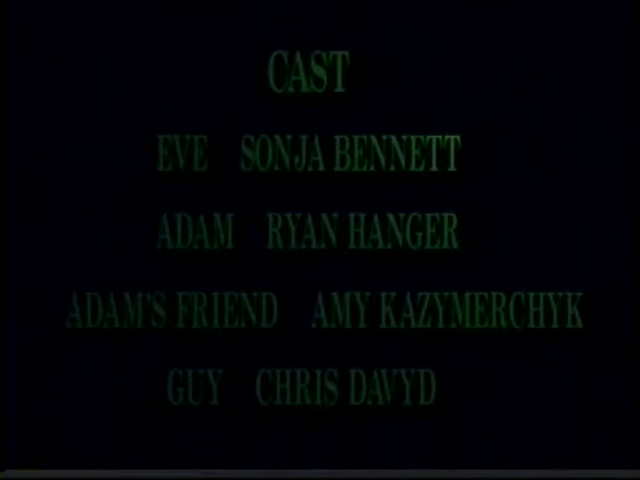 CAST
EVE SONJA BENNETT
ADAM RYAN HANGER
ADAM'S FRIEND AMY KAZYMERCHYK
GUY CHRIS DAVYD